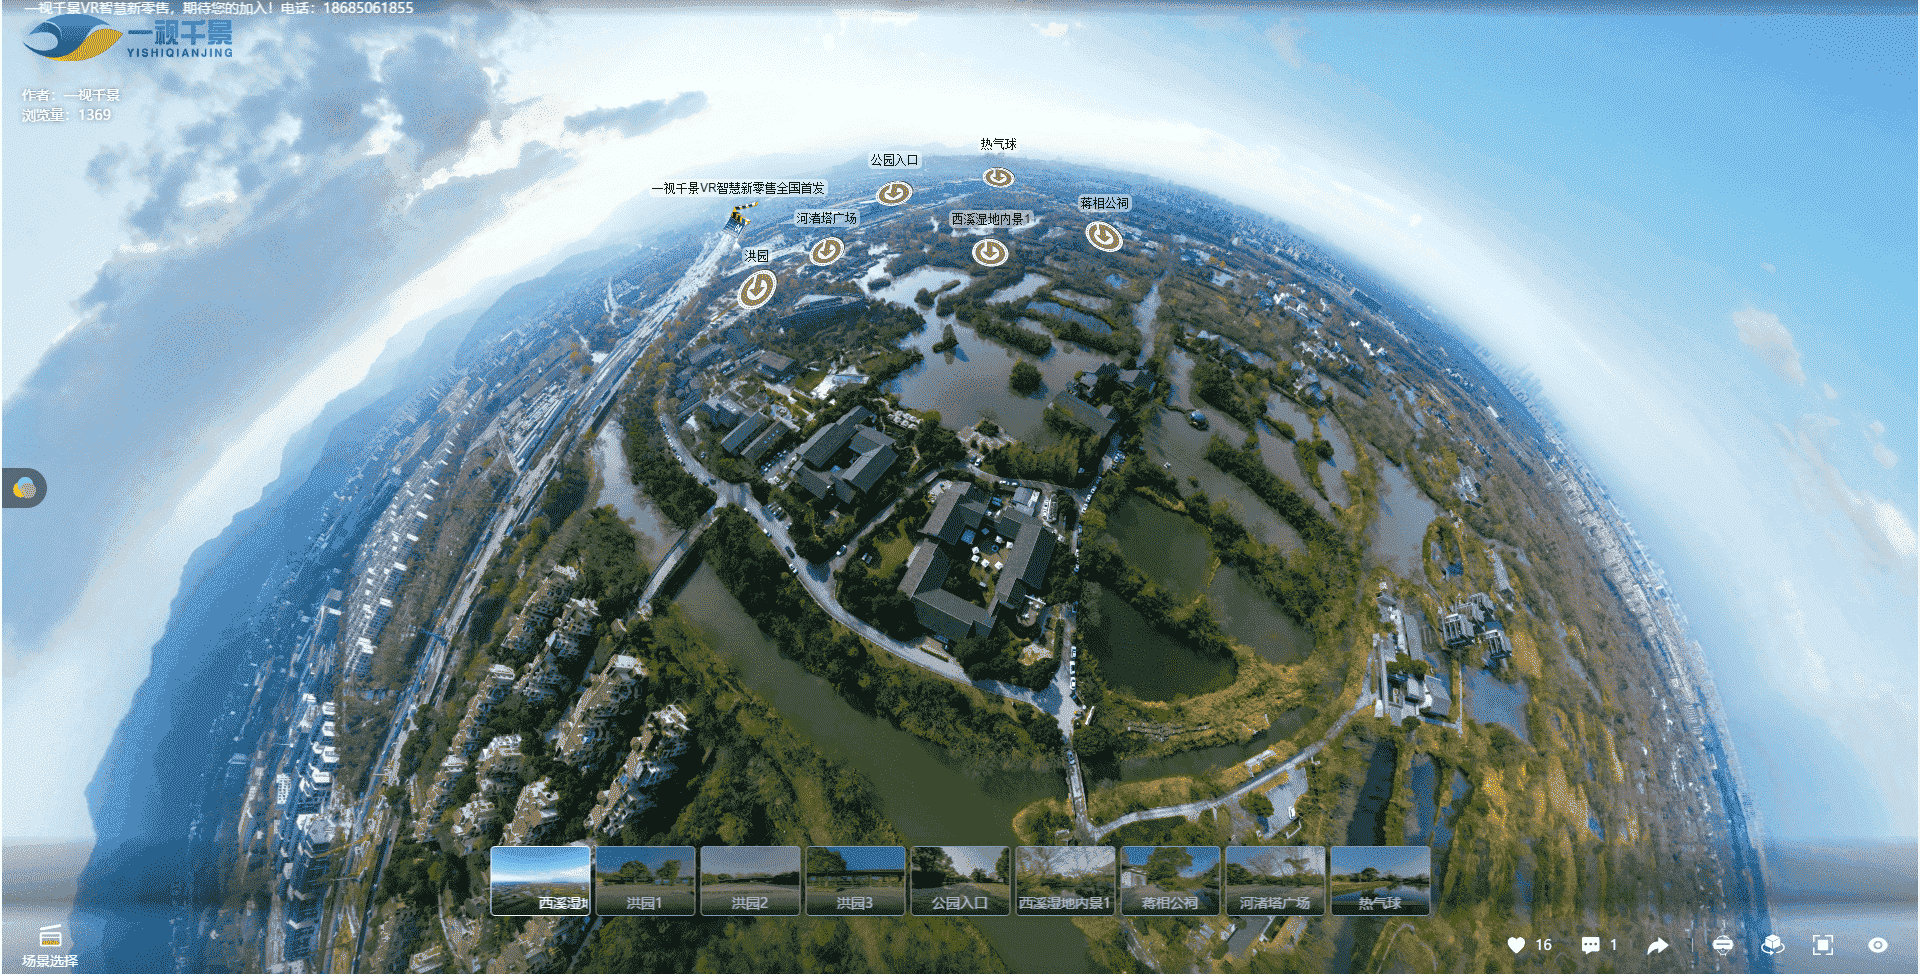 一视千景VR智慧新零售，期待您的加入！电话：18685061855
一视千景
YISHIQIANJING
作者：一视千景
浏览量：1369
热气球
公园入口
一视千景VR智慧新零售全国首发
蒋相公祠
河渚塔广场
西溪湿地内景1
洪园
西溪湿地
洪园1
洪园2
洪园3
公园入口
西溪湿地内景1
蒋相公祠
河渚塔广场
热气球
16
1
场景选择